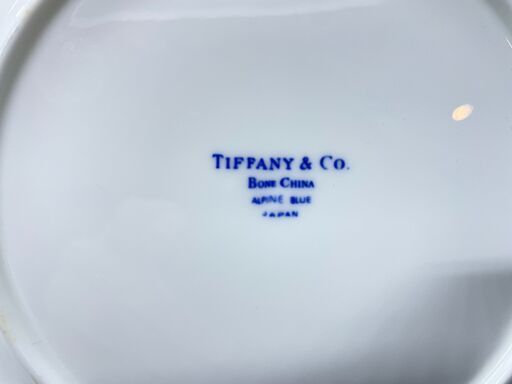 TIFFANY & CO.
BONE CHINA
ALPINE BLUE
JAPAN